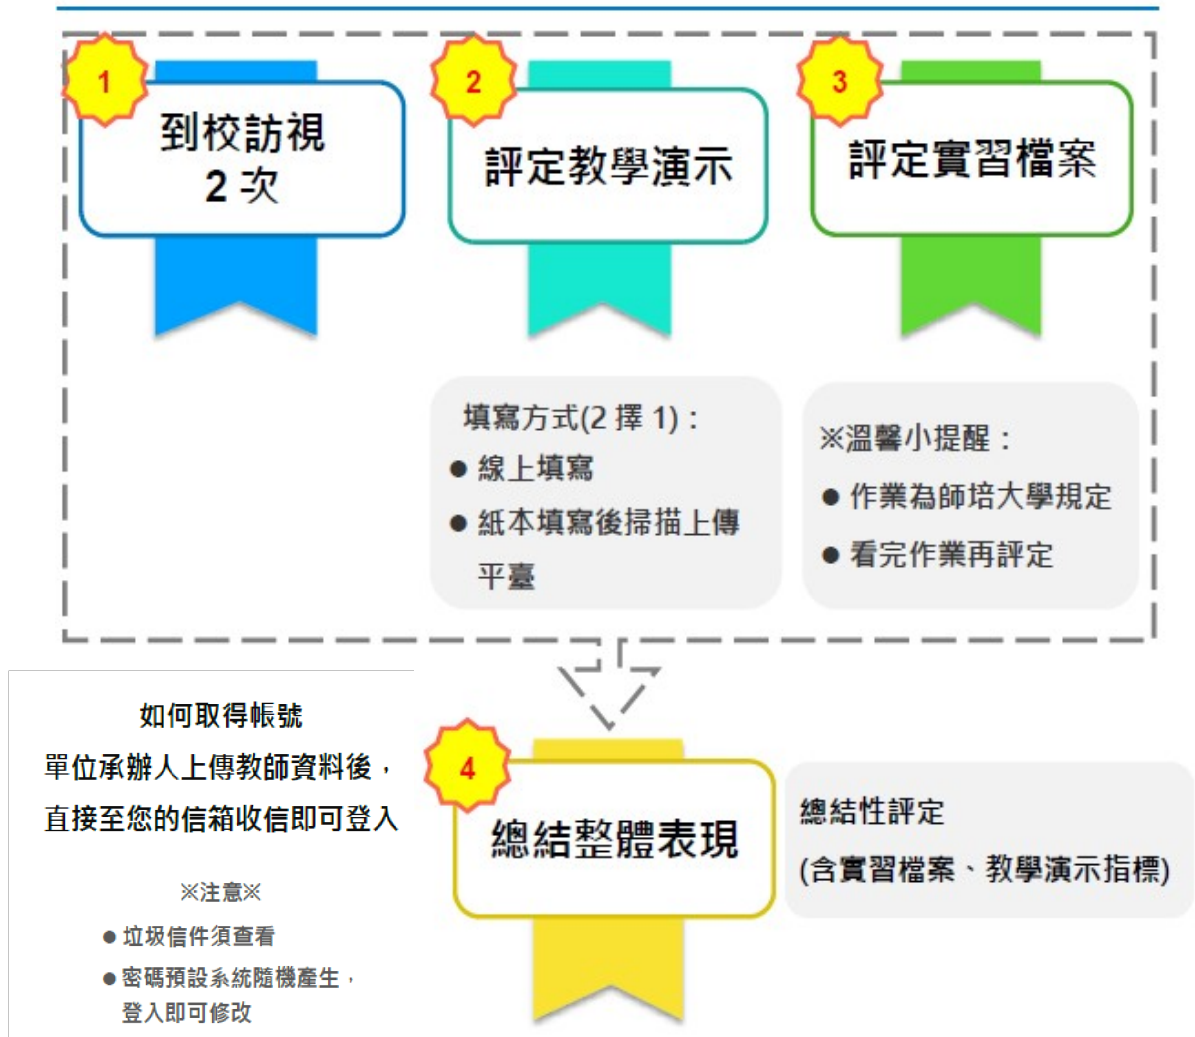 1
到校訪視
2 次
2
評定教學演示
3
評定實習檔案
填寫方式(2 擇 1)：
● 線上填寫
● 紙本填寫後掃描上傳
平臺
※溫馨小提醒：
● 作業為師培大學規定
● 看完作業再評定
如何取得帳號
單位承辦人上傳教師資料後，
直接至您的信箱收信即可登入
※注意※
● 垃圾信件須查看
● 密碼預設系統隨機產生，
登入即可修改
4
總結整體表現
總結性評定
(含實習檔案、教學演示指標)